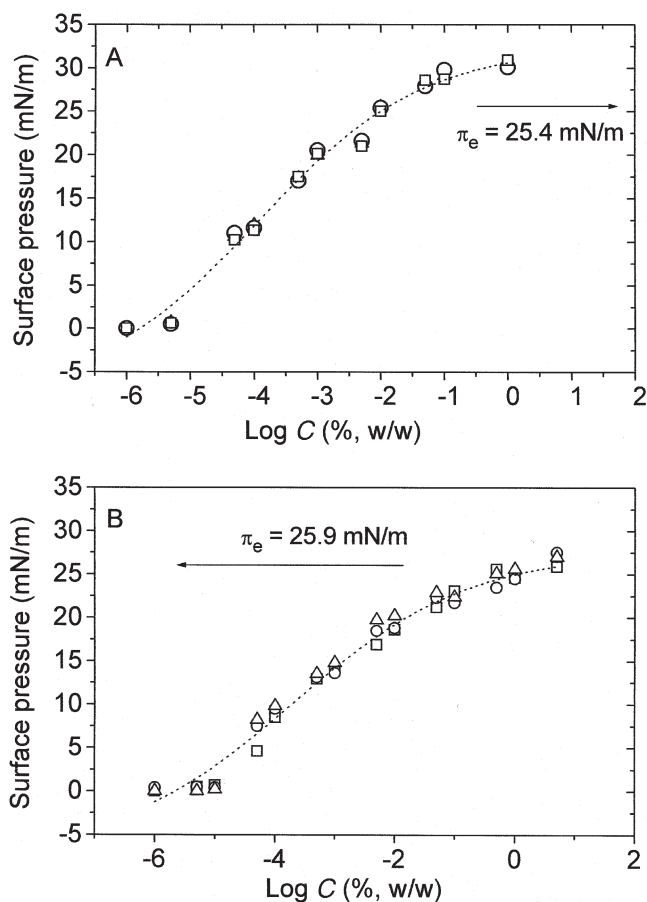 A
35
30
25
20
15
10
5
0
-5
Surface pressure (mN/m)
πe = 25.4 mN/m
-6 -5 -4 -3 -2 -1 0 1 2
Log C (%, w/w)
B
35
30
25
20
15
10
5
0
-5
Surface pressure (mN/m)
πe = 25.9 mN/m
-6 -4 -2 0 2
Log C (%, w/w)